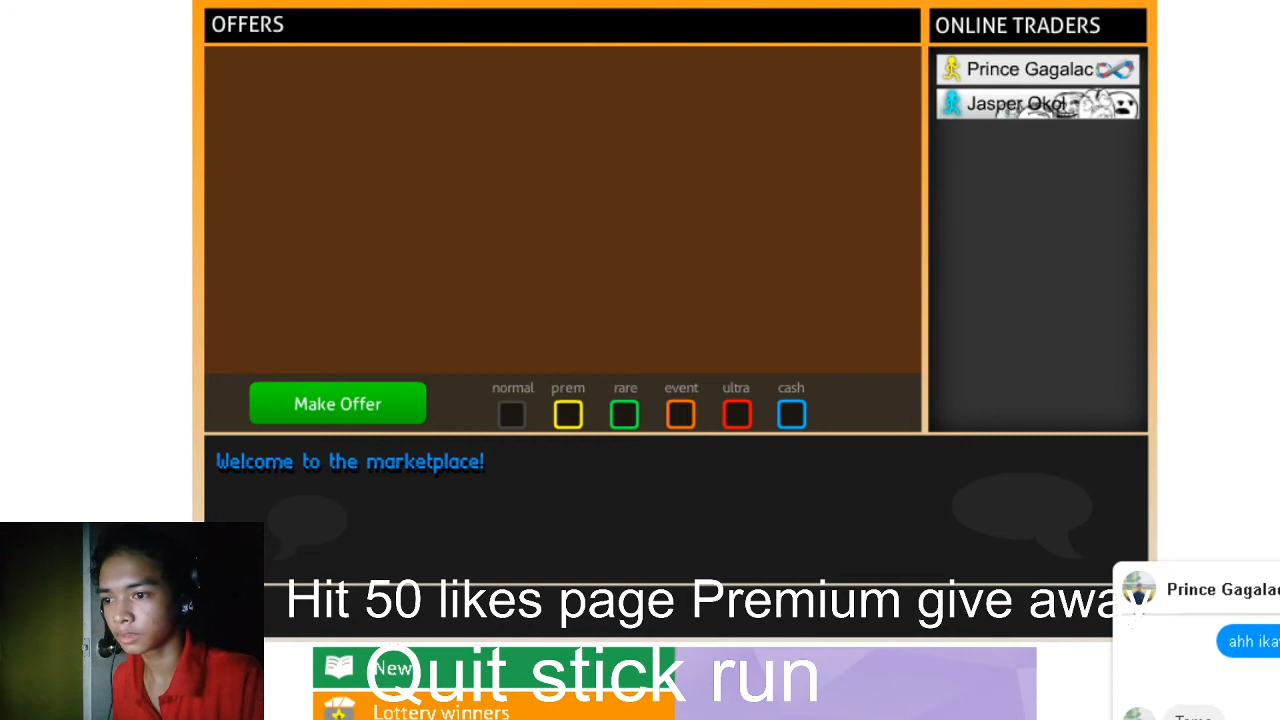 OFFERS
ONLINE TRADERS
Prince Gagalac
Jasper Okol
normal prem rare event ultra cash
Make Offer
Welcome to the marketplace!
Hit 50 likes page Premium give awa
Prince Gagalac
ahh ika
New
Quit stick run
Lottery winners